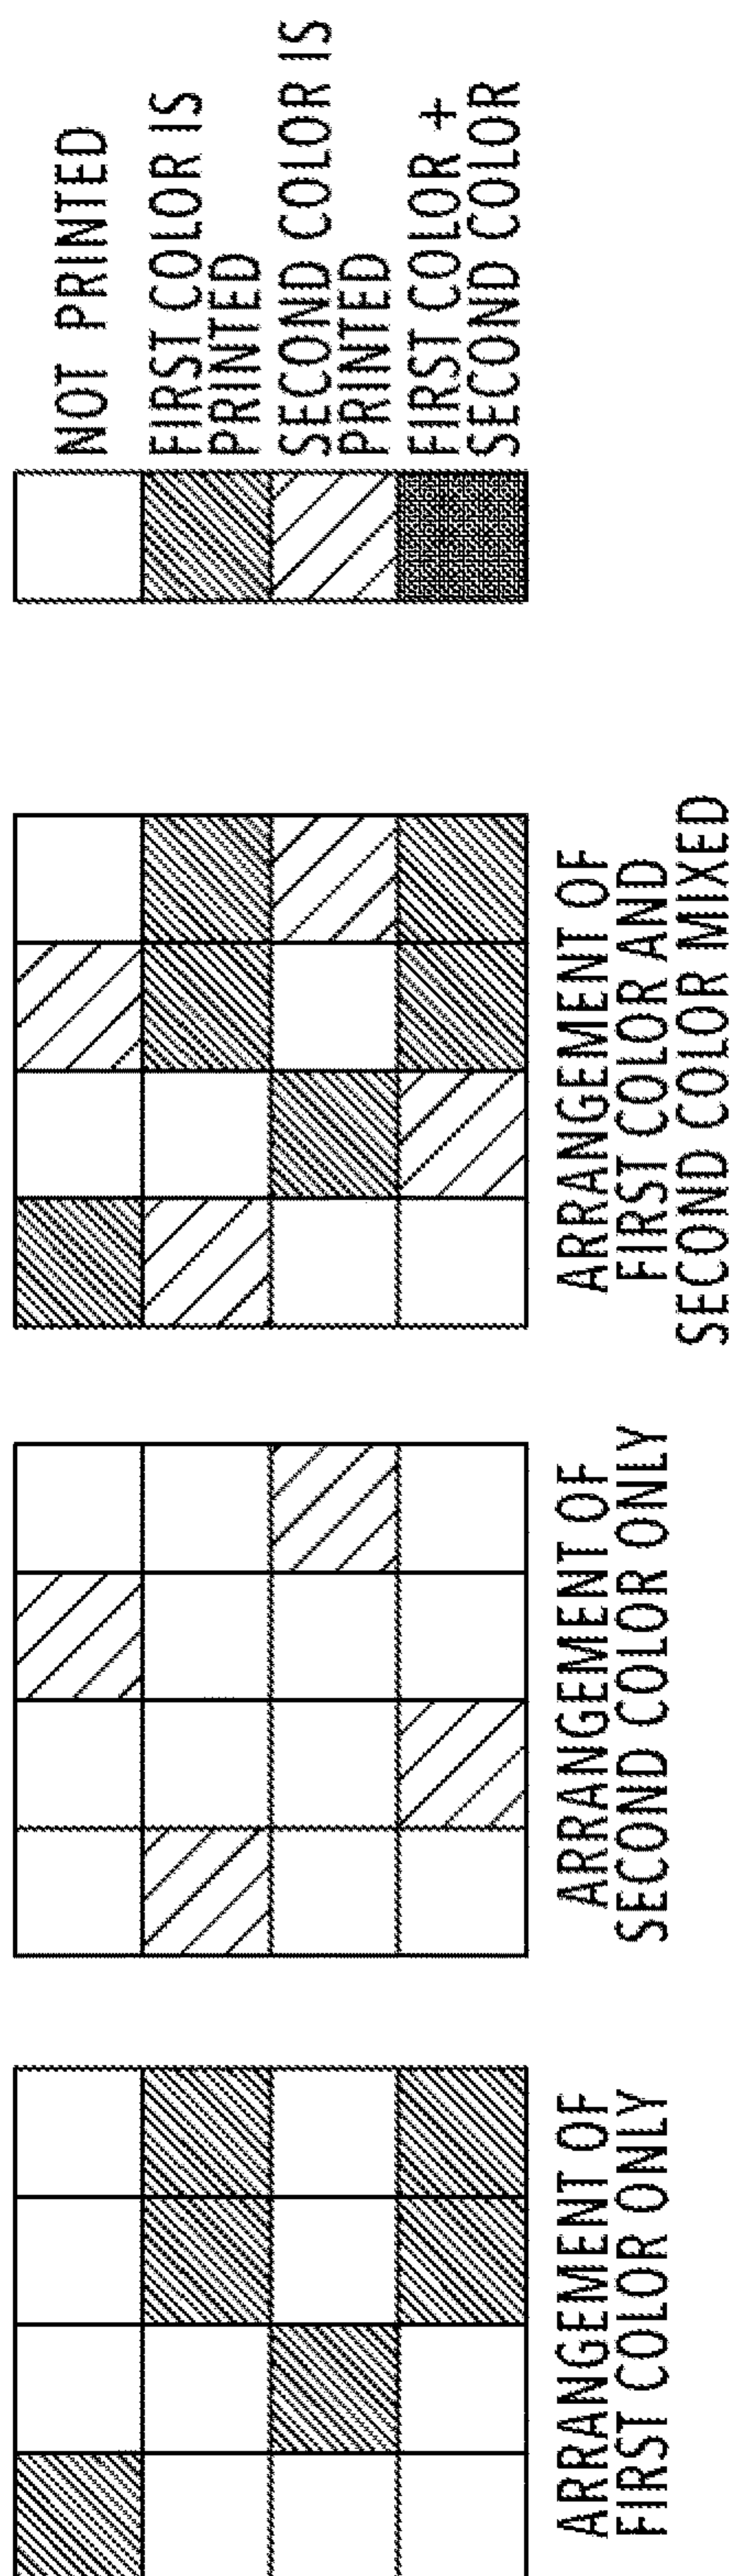 ARRANGEMENT OF
FIRST COLOR ONLY
ARRANGEMENT OF
SECOND COLOR ONLY
ARRANGEMENT OF
FIRST COLOR AND
SECOND COLOR MIXED
NOT PRINTED
FIRST COLOR IS
PRINTED
SECOND COLOR IS
PRINTED
FIRST COLOR +
SECOND COLOR